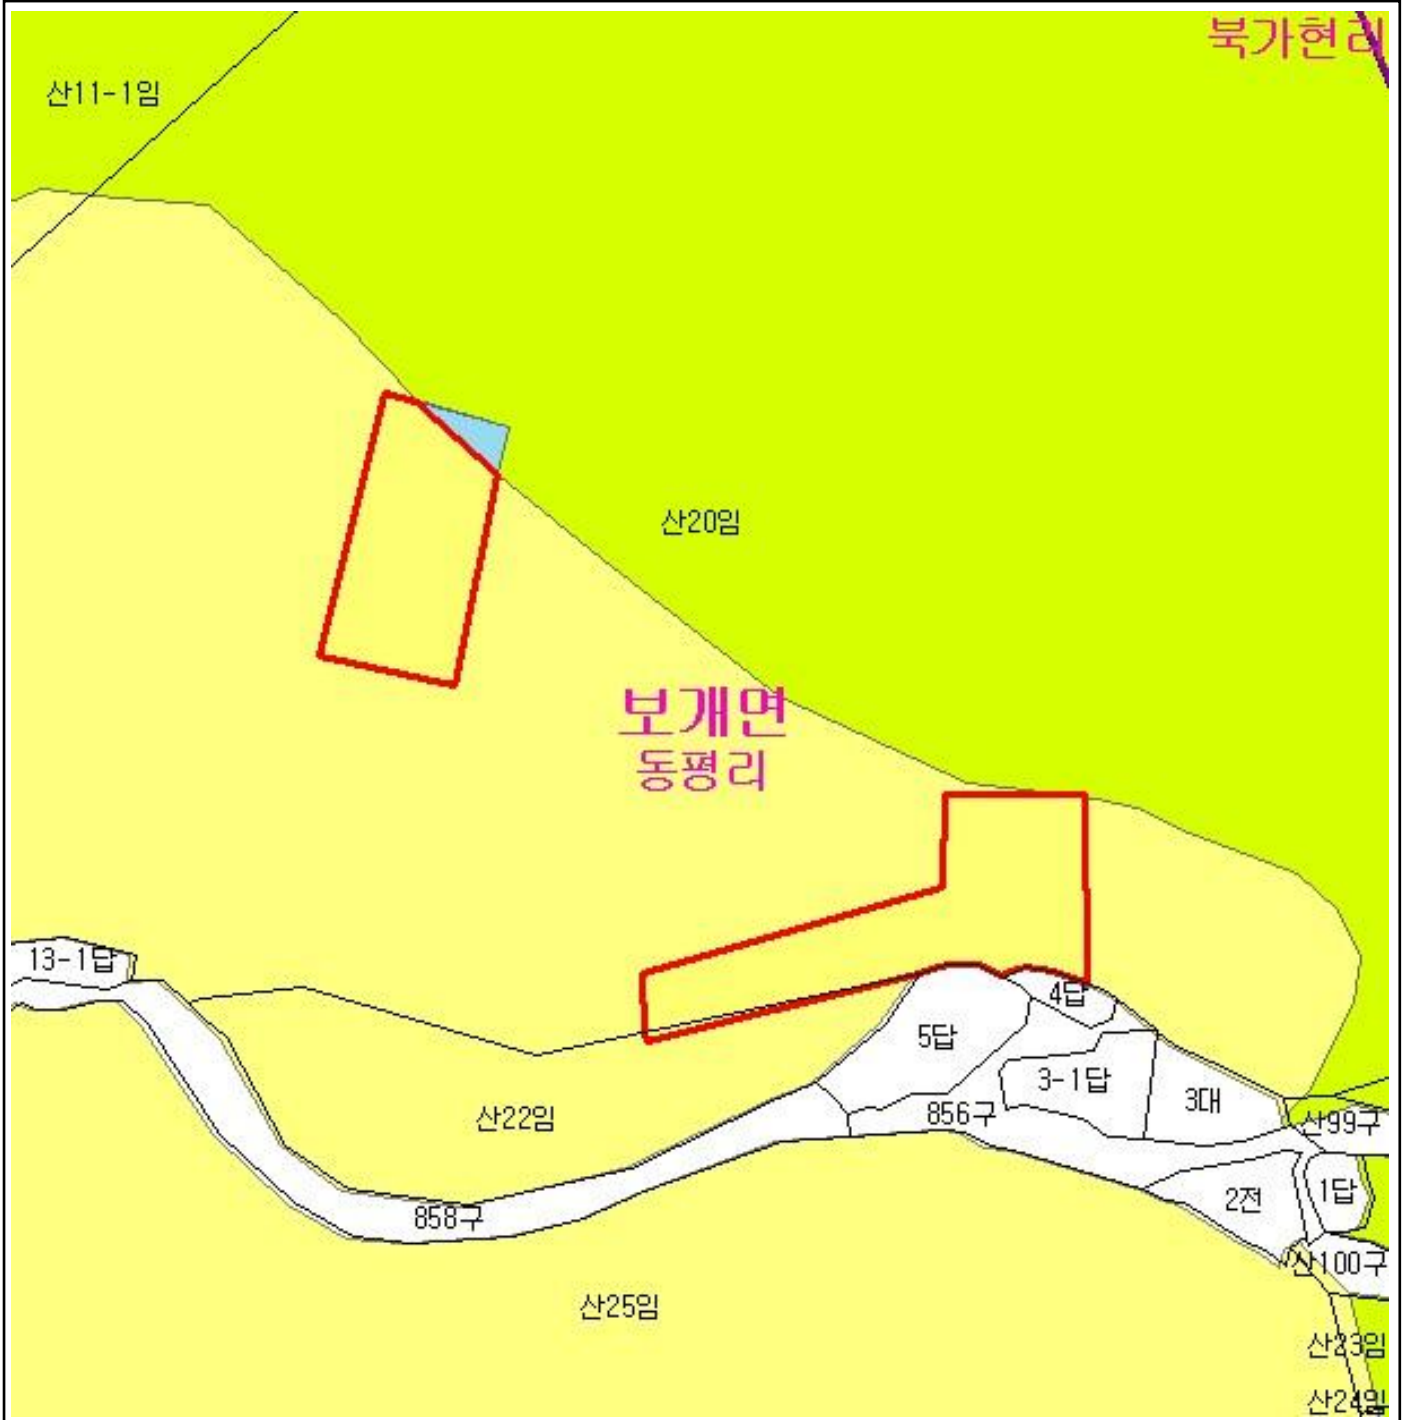 북가현리
산11-1임
산20임
보개면
동평리
13-1답
4답
5답
3-1답
3대
856구
산99구
산22임
1답
2전
858구
산100구
산25임
산23임
산24임